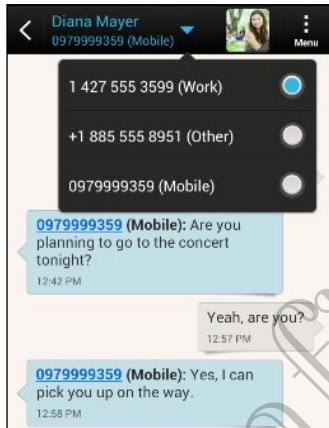 Diana Mayer
0979999359 (Mobile)
Menu
1 427 555 3599 (Work)
+1 885 555 8951 (Other)
0979999359 (Mobile)
0979999359 (Mobile): Are you
planning to go to the concert
tonight?
12:42 PM
Yeah, are you?
12:57 PM
0979999359 (Mobile): Yes, I can
pick you up on the way.
12:58 PM